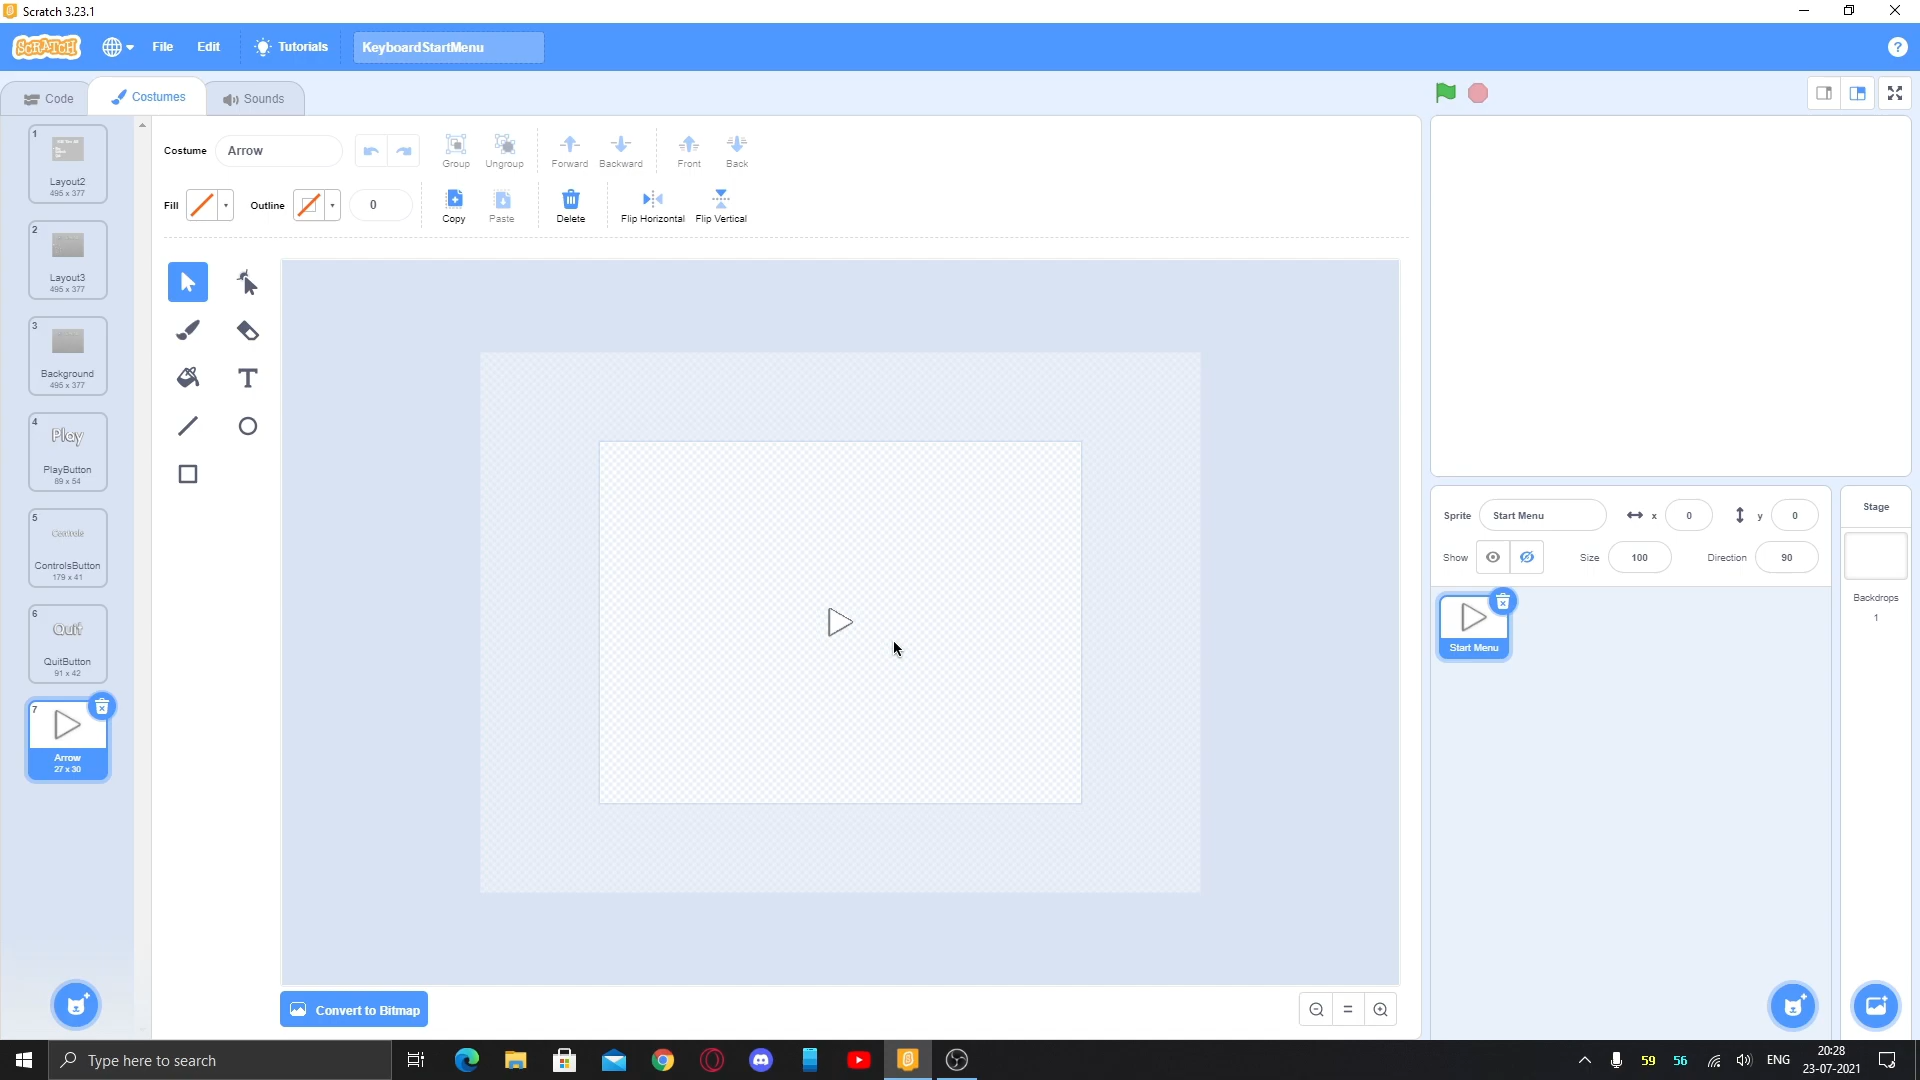 Scratch 3.23.1
SCRATCH
File
Edit
Tutorials
KeyboardStartMenu
Code
Costumes
Sounds
1
Layout2
495 x 377
2
Layout3
495 x 377
3
Background
495 x 377
4
Play
PlayButton
89 x 54
5
Controls
ControlsButton
179 x 41
6
Quit
QuitButton
91 x 42
7
Arrow
27 x 30
Costume
Arrow
Group
Ungroup
Forward
Backward
Front
Back
Fill
Outline
0
Copy
Paste
Delete
Flip Horizontal
Flip Vertical
T
Convert to Bitmap
Sprite
Start Menu
x
0
y
0
Show
Size
100
Direction
90
Start Menu
Stage
Backdrops
1
Type here to search
59
56
ENG
20:28
23-07-2021